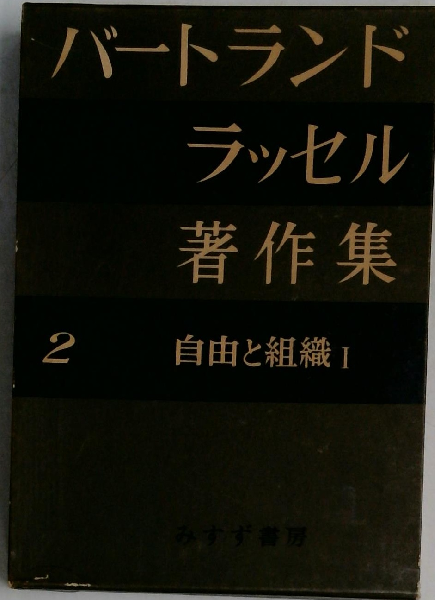 バートランド
ラッセル
著作集
2 自由と組織 I
みすず書房